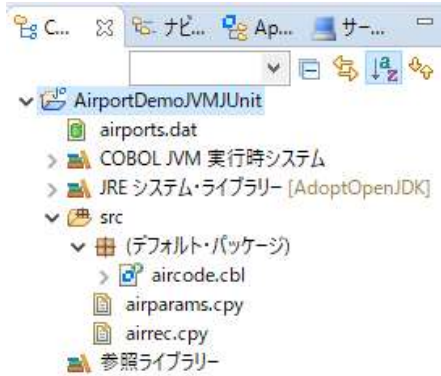 C... ナビ... Ap... サー...
AirportDemoJVMJUnit
airports.dat
COBOL JVM 実行時システム
JRE システム・ライブラリー [AdoptOpenJDK]
src
(デフォルト・パッケージ)
aircode.cbl
airparams.cpy
airrec.cpy
参照ライブラリー